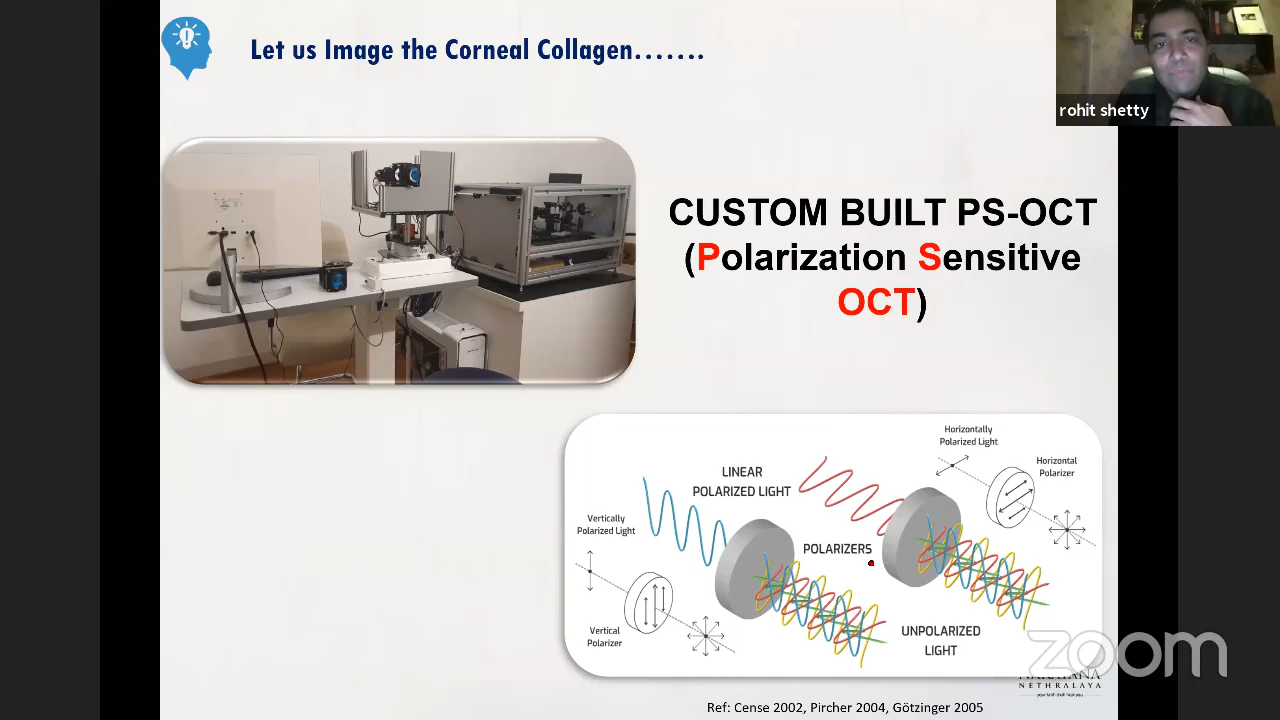 Let us Image the Corneal Collagen.......
rohit shetty
CUSTOM BUILT PS-OCT
(Polarization Sensitive
OCT)
Horizontally
Polarized Light
Horizontal
Polarizer
LINEAR
POLARIZED LIGHT
Vertically
Polarized Light
POLARIZERS
Vertical
Polarizer
UNPOLARIZED
LIGHT
zoom
NETHRALAYA
Ref: Cense 2002, Pircher 2004, Götzinger 2005